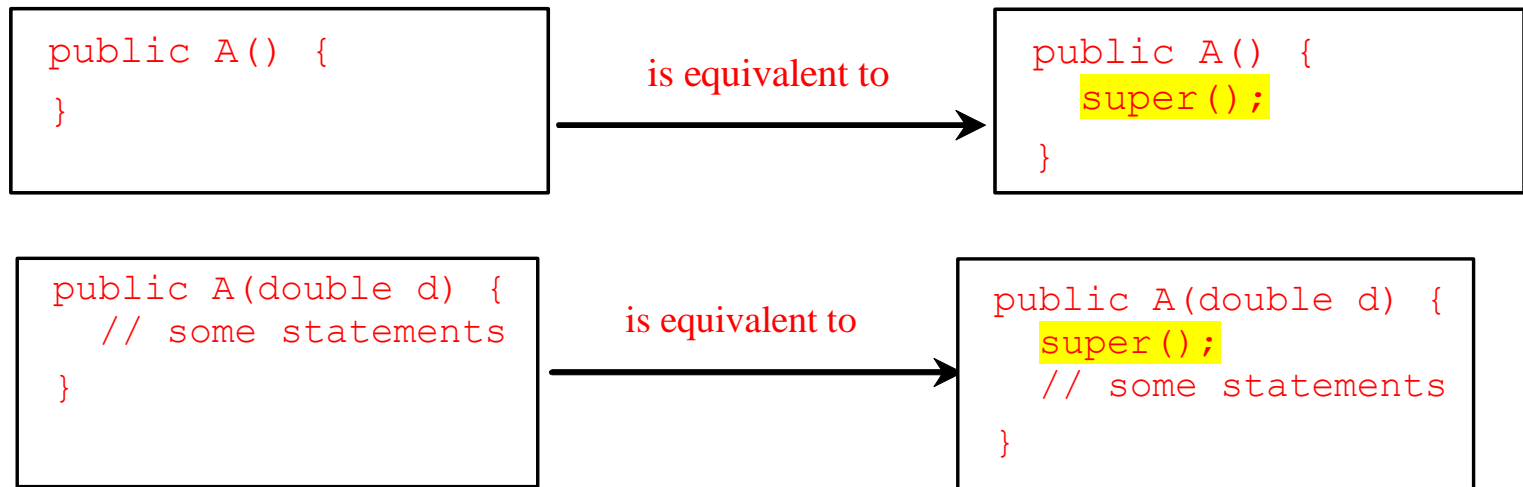 public A() {
}
is equivalent to
public A() {
super();
}
public A(double d) {
// some statements
}
is equivalent to
public A(double d) {
super();
// some statements
}